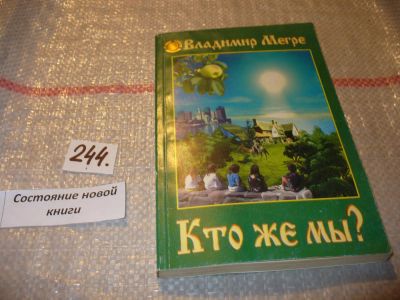 Владимир Мегре
244.
Состояние новой
книги
Кто же мы?